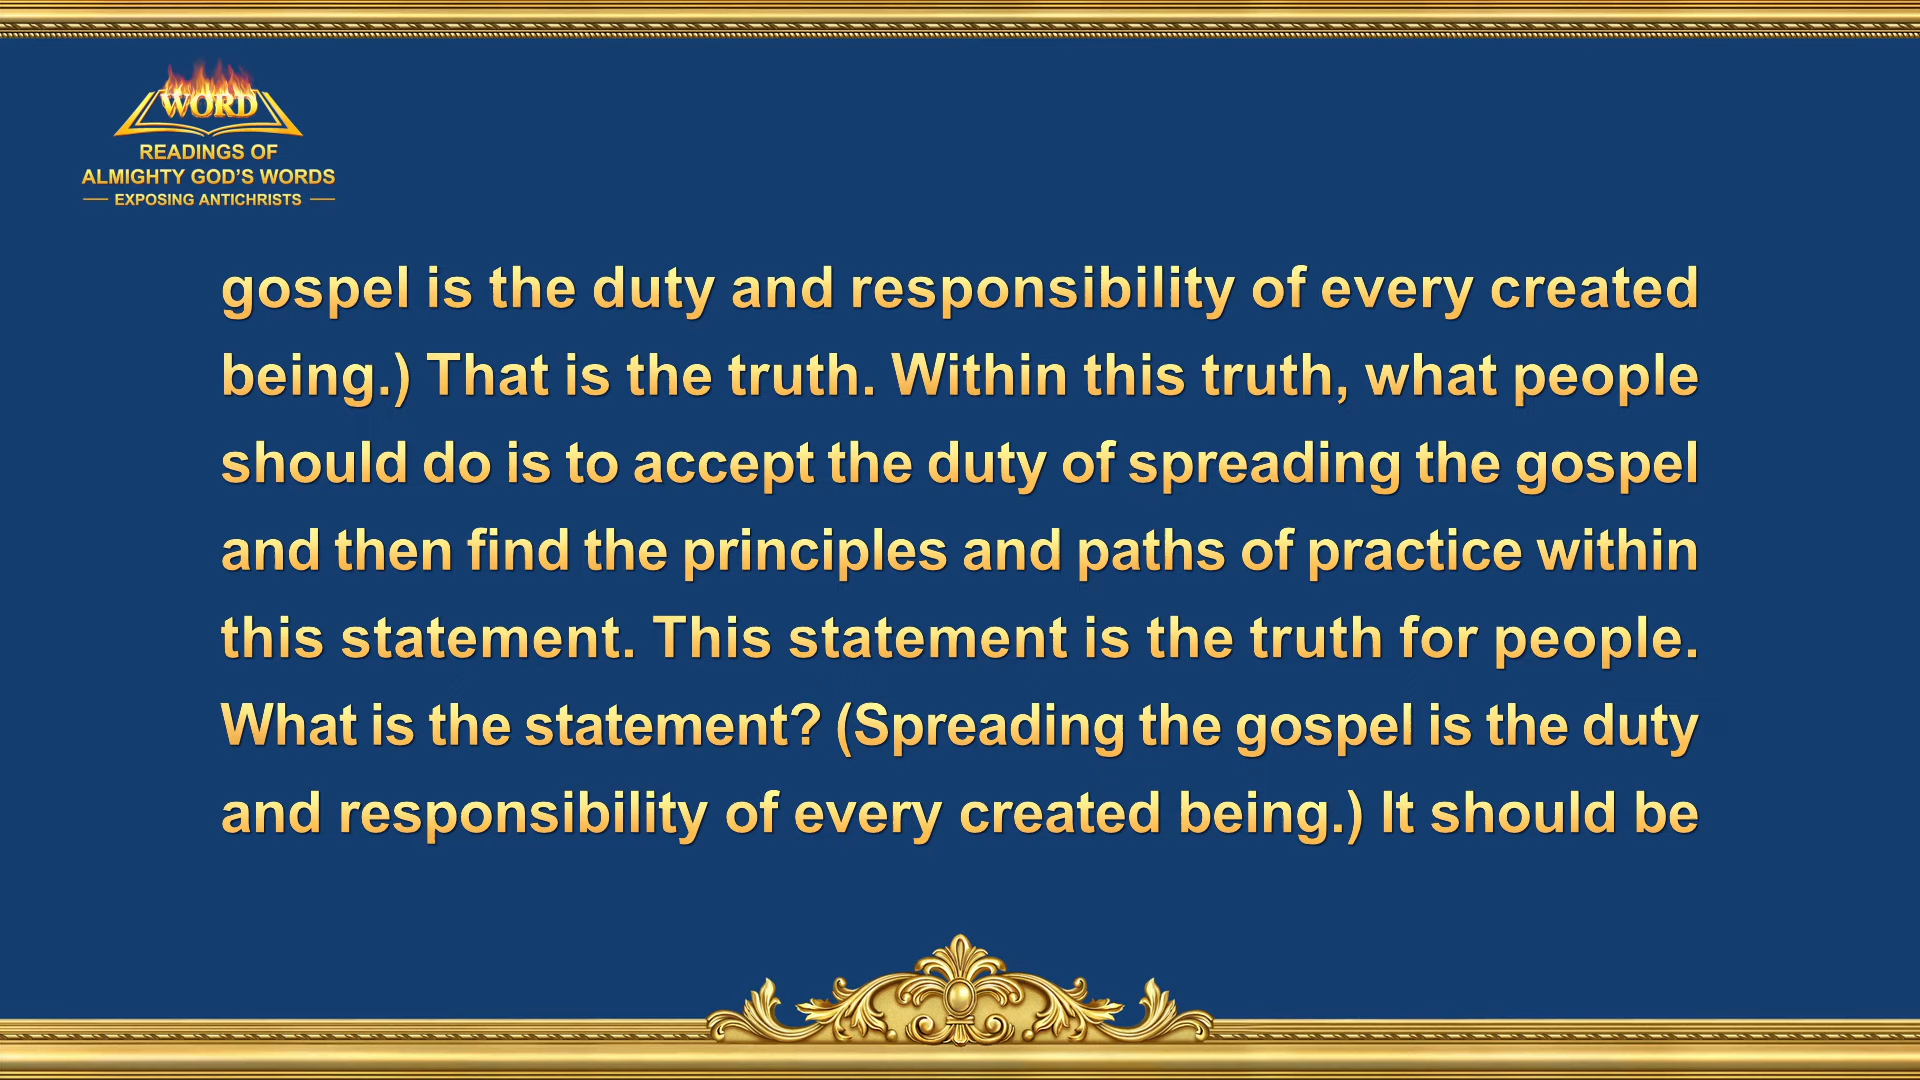 WORD
READINGS OF
ALMIGHTY GOD'S WORDS
EXPOSING ANTICHRISTS
gospel is the duty and responsibility of every created
being.) That is the truth. Within this truth, what people
should do is to accept the duty of spreading the gospel
and then find the principles and paths of practice within
this statement. This statement is the truth for people.
What is the statement? (Spreading the gospel is the duty
and responsibility of every created being.) It should be